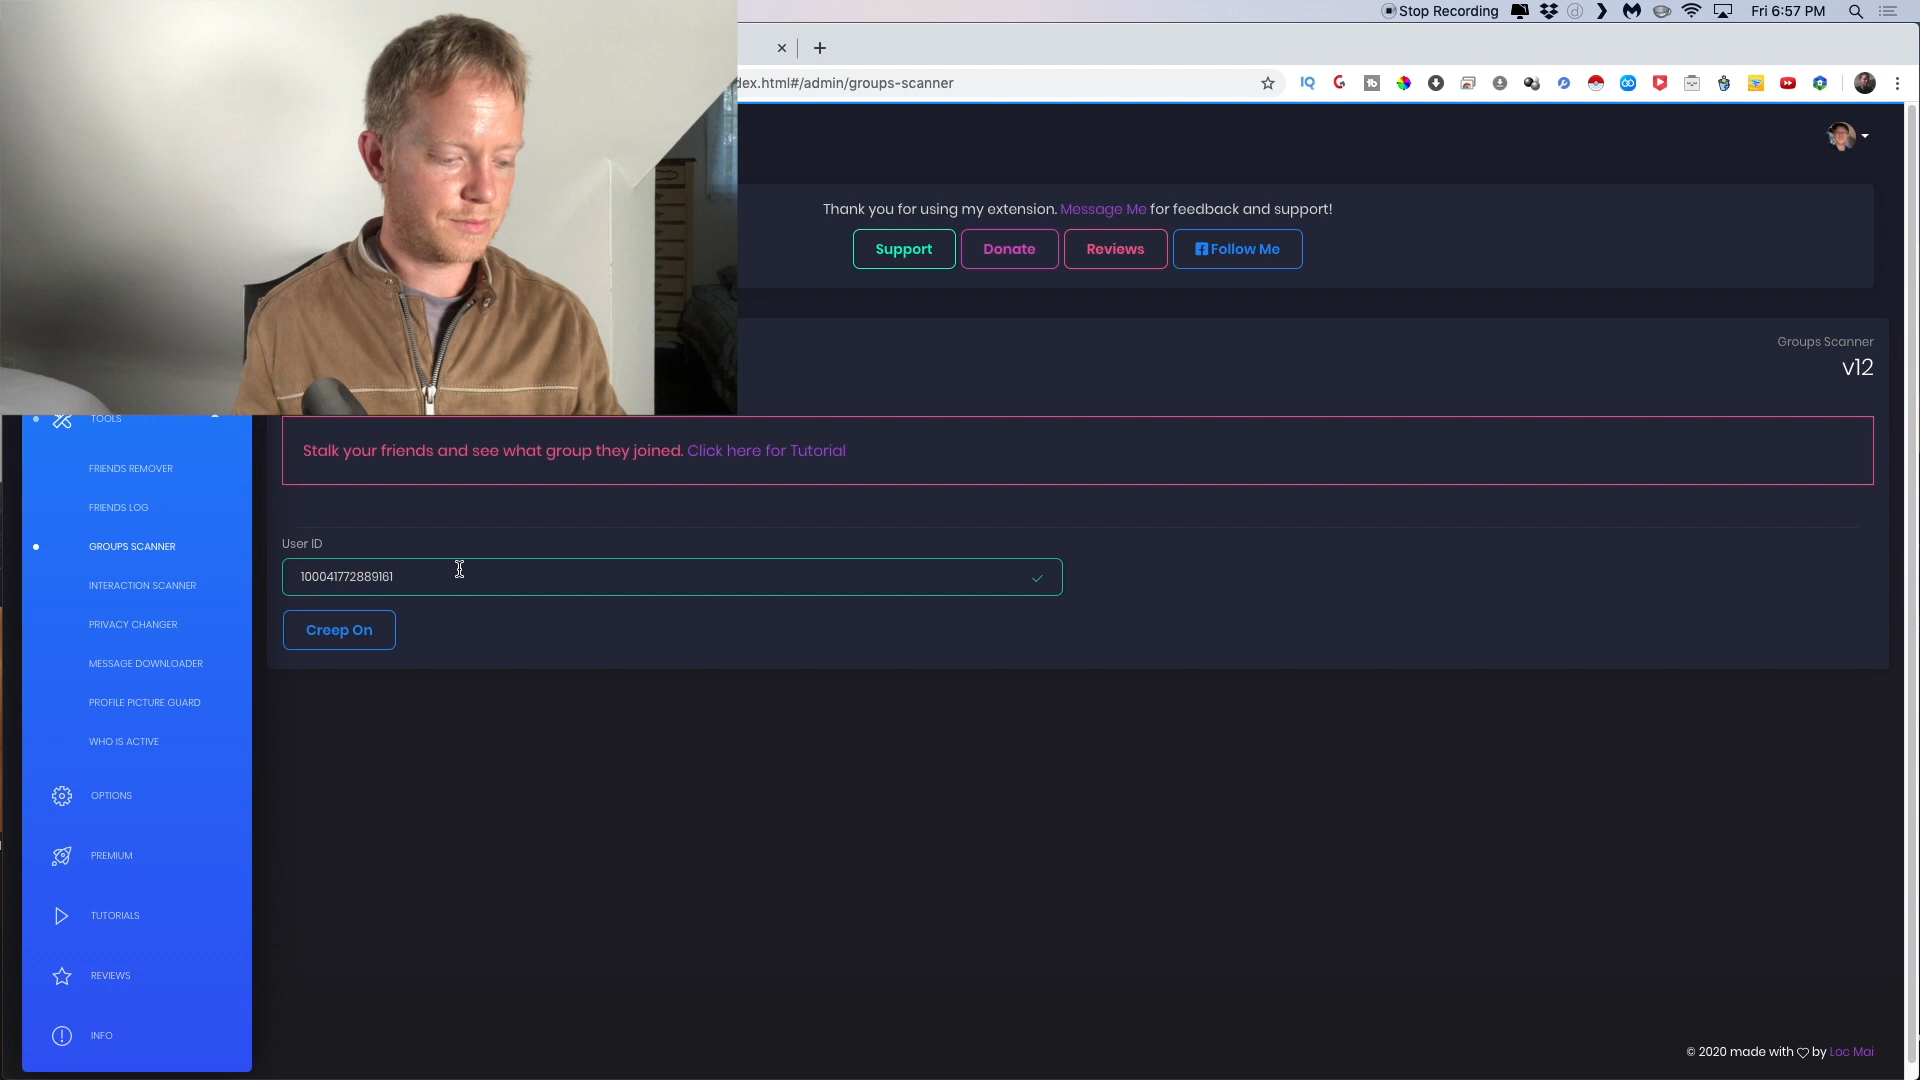 Stop Recording
Fri 6:57 PM
dex.html#/admin/groups-scanner
Thank you for using my extension. Message Me for feedback and support!
Support
Donate
Reviews
Follow Me
Groups Scanner
v12
TOOLS
Stalk your friends and see what group they joined. Click here for Tutorial
FRIENDS REMOVER
FRIENDS LOG
GROUPS SCANNER
INTERACTION SCANNER
PRIVACY CHANGER
MESSAGE DOWNLOADER
PROFILE PICTURE GUARD
WHO IS ACTIVE
OPTIONS
PREMIUM
TUTORIALS
REVIEWS
INFO
User ID
100041772889161
Creep On
© 2020 made with ♡ by Loc Mai